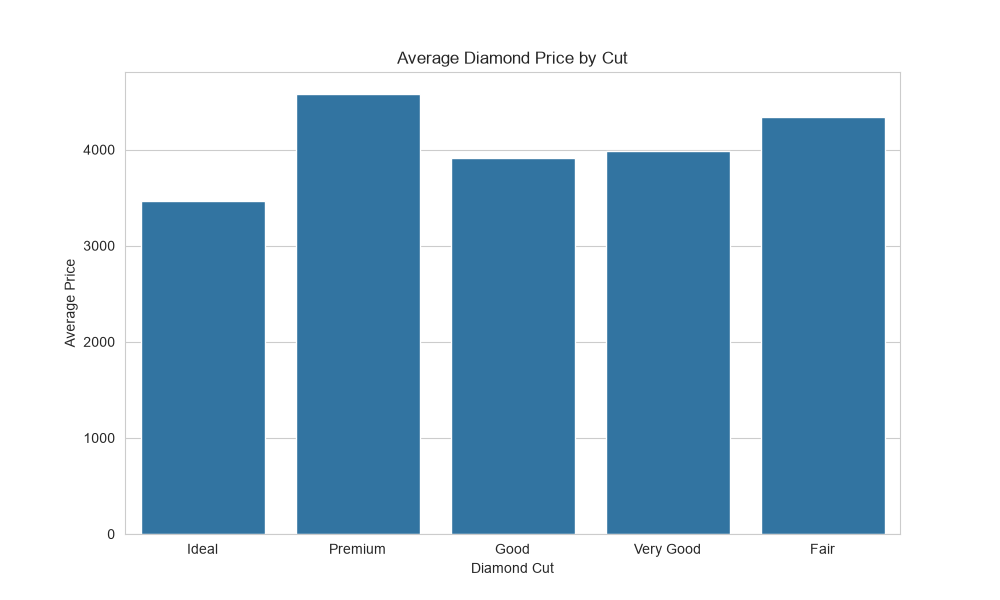 Average Diamond Price by Cut
Average Price
4000
3000
2000
1000
0
Ideal Premium Good Very Good Fair
Diamond Cut